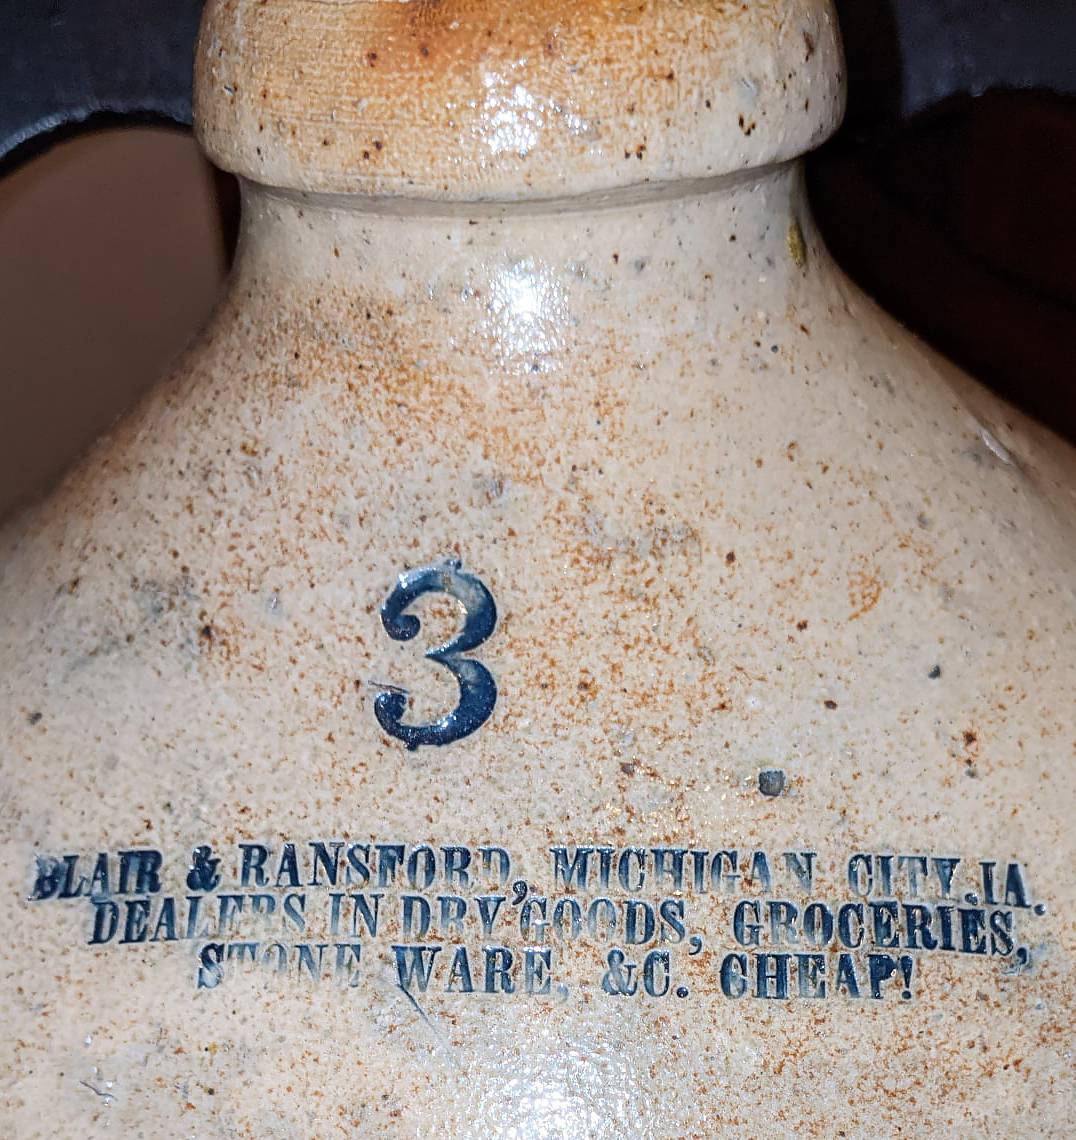 3
BLAIR & RANSFORD, MICHIGAN CITY, IA.
DEALERS IN DRY GOODS, GROCERIES,
STONE WARE, &C. CHEAP!